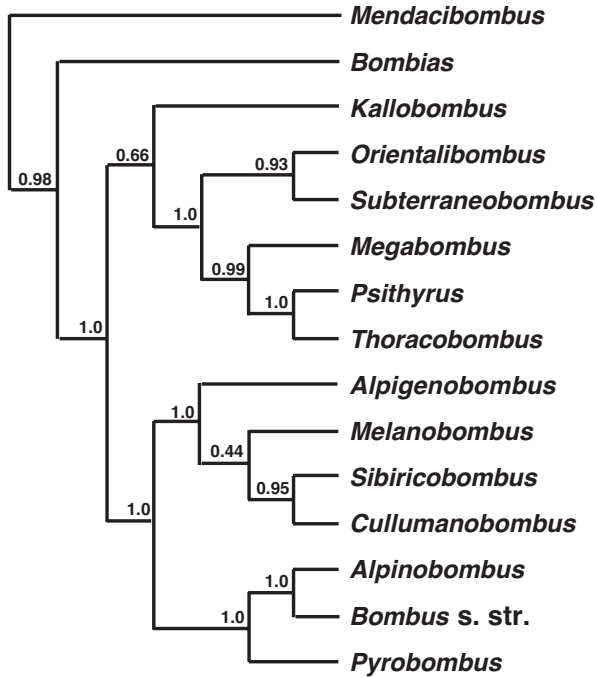 Mendacibombus
Bombias
Kallobombus
0.66
Orientalibombus
0.93
0.98
Subterraneobombus
1.0
Megabombus
0.99
Psithyrus
1.0
1.0
Thoracobombus
Alpigenobombus
1.0
Melanobombus
0.44
Sibiricobombus
0.95
1.0
Cullumanobombus
Alpinobombus
1.0
Bombus s. str.
1.0
Pyrobombus